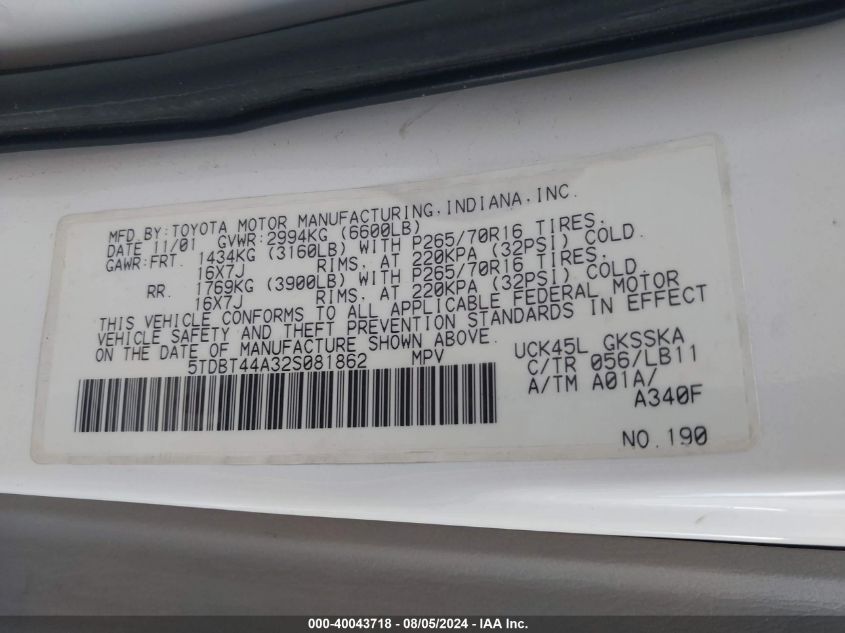 MFD.BY:TOYOTA MOTOR MANUFACTURING,INDIANA,INC.
DATE 11/01 GVWR:2994KG (6600LB)
GAWR:FRT. 1434KG (3160LB) WITH P265/70R16 TIRES,
16X7J RIMS, AT 220KPA (32PSI) COLD.
RR. 1769KG (3900LB) WITH P265/70R16 TIRES,
16X7J RIMS, AT 220KPA (32PSI) COLD.
THIS VEHICLE CONFORMS TO ALL APPLICABLE FEDERAL MOTOR
VEHICLE SAFETY AND THEFT PREVENTION STANDARDS IN EFFECT
ON THE DATE OF MANUFACTURE SHOWN ABOVE.
5TDBT44A32S081862 MPV
UCK45L GKSSKA
C/TR 056/LB11
A/TM A01A/
A340F
NO.190
000-40043718 - 08/05/2024 - IAA Inc.